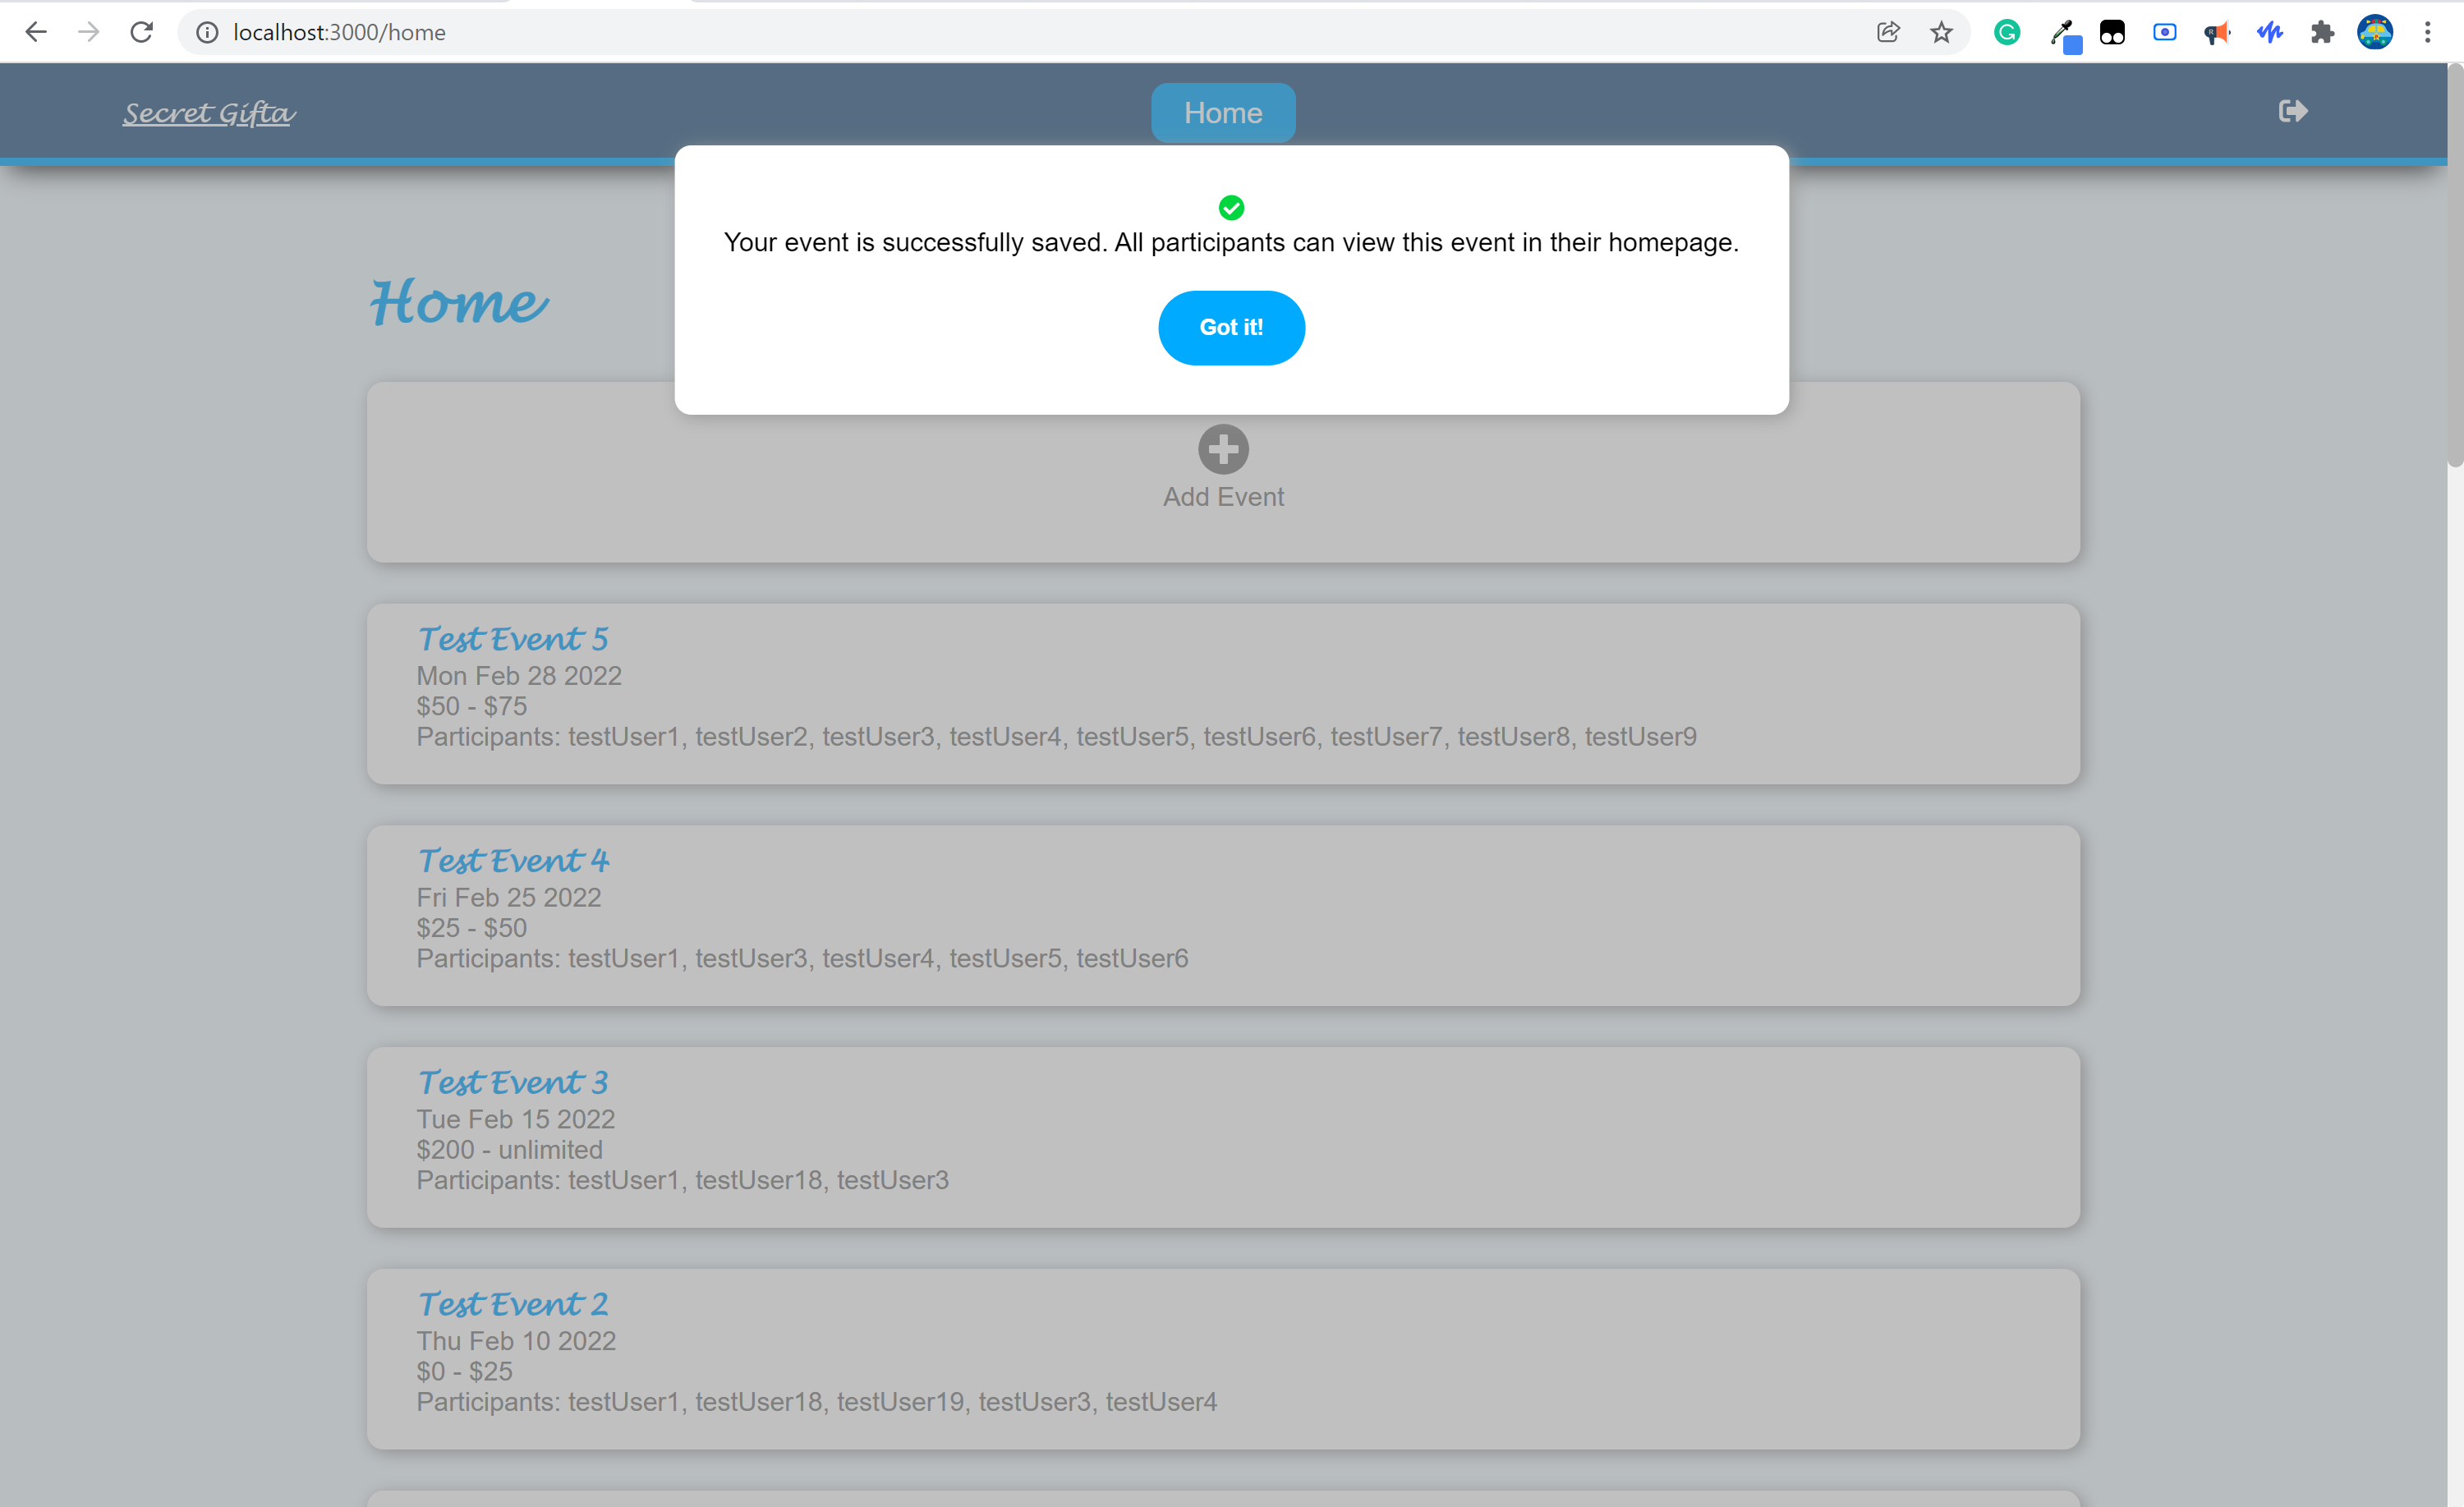 localhost:3000/home
Secret Gifta
Home
Your event is successfully saved. All participants can view this event in their homepage.
Got it!
Home
Add Event
Test Event 5
Mon Feb 28 2022
$50 - $75
Participants: testUser1, testUser2, testUser3, testUser4, testUser5, testUser6, testUser7, testUser8, testUser9
Test Event 4
Fri Feb 25 2022
$25 - $50
Participants: testUser1, testUser3, testUser4, testUser5, testUser6
Test Event 3
Tue Feb 15 2022
$200 - unlimited
Participants: testUser1, testUser18, testUser3
Test Event 2
Thu Feb 10 2022
$0 - $25
Participants: testUser1, testUser18, testUser19, testUser3, testUser4